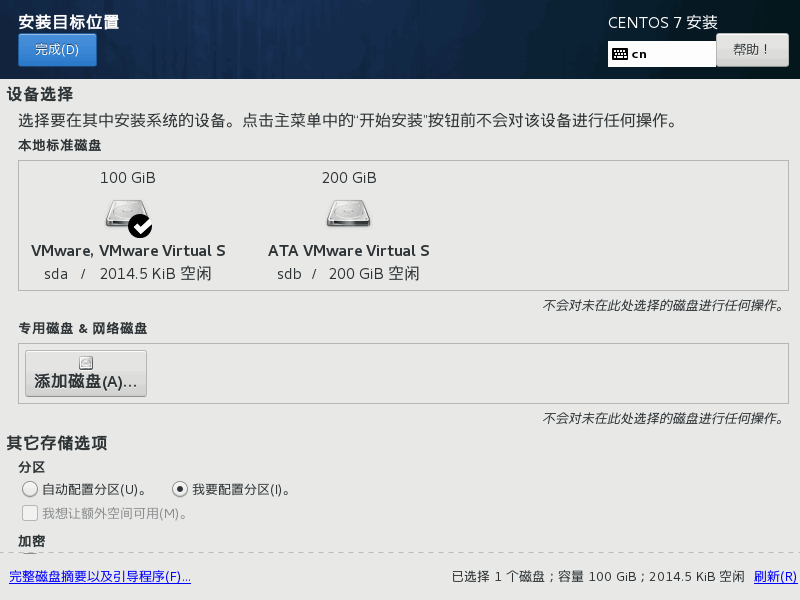 安装目标位置
CENTOS 7 安装
完成(D)
cn
帮助！
设备选择
选择要在其中安装系统的设备。点击主菜单中的"开始安装"按钮前不会对该设备进行任何操作。
本地标准磁盘
100 GiB
200 GiB
VMware, VMware Virtual S
ATA VMware Virtual S
sda / 2014.5 KiB 空闲
sdb / 200 GiB 空闲
不会对未在此处选择的磁盘进行任何操作。
专用磁盘 & 网络磁盘
添加磁盘(A)...
不会对未在此处选择的磁盘进行任何操作。
其它存储选项
分区
自动配置分区(U)。
我要配置分区(I)。
我想让额外空间可用(M)。
加密
完整磁盘摘要以及引导程序(F)...
已选择 1 个磁盘；容量 100 GiB；2014.5 KiB 空闲
刷新(R)